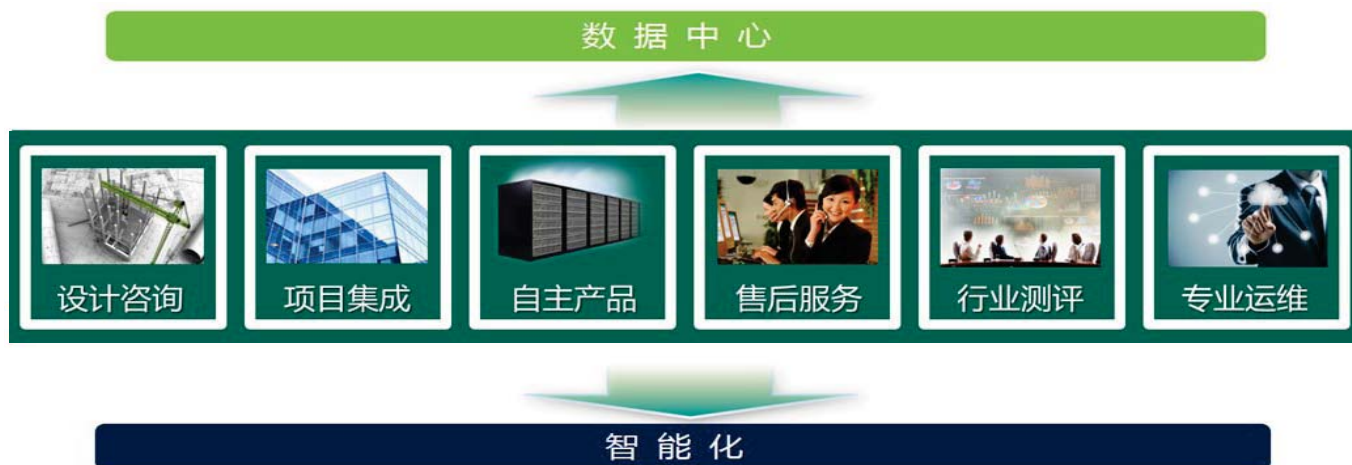 数据中心
设计咨询
项目集成
自主产品
售后服务
行业测评
专业运维
智能化